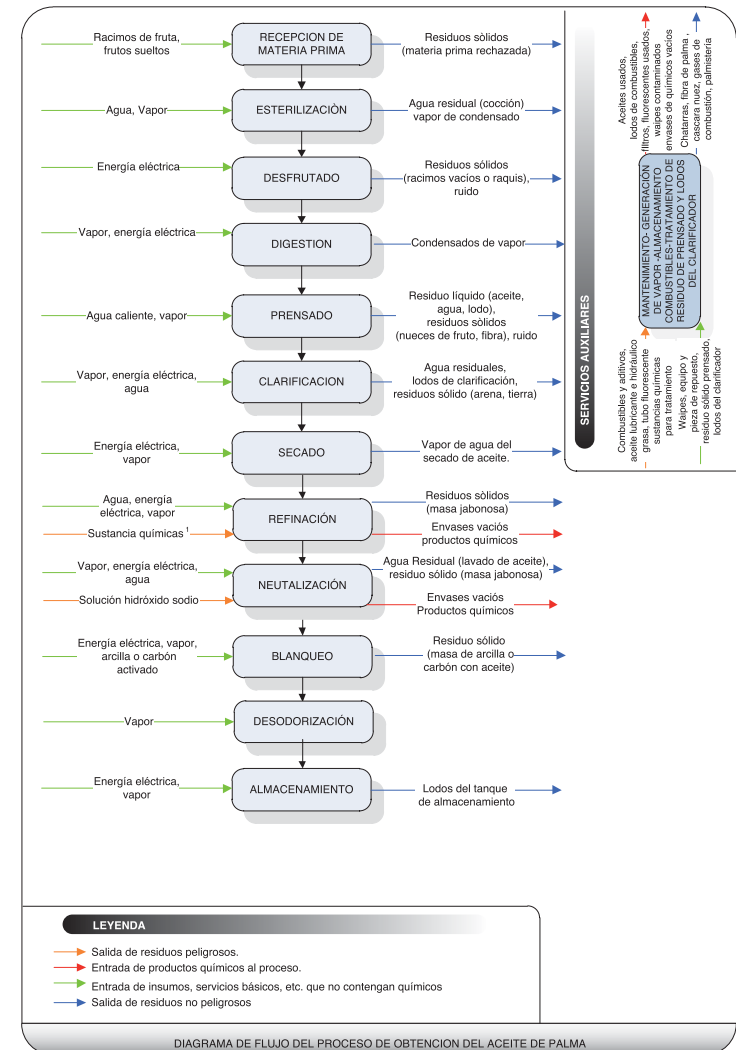 Racimos de fruta,
frutos sueltos
RECEPCION DE
MATERIA PRIMA
Residuos sòlidos
(materia prima rechazada)
Agua, Vapor
ESTERILIZACIÒN
Agua residual (cocción)
vapor de condensado
Energía eléctrica
DESFRUTADO
Residuos sólidos
(racimos vacíos o raquis),
ruido
Vapor, energía eléctrica
DIGESTION
Condensados de vapor
Agua caliente, vapor
PRENSADO
Residuo líquido (aceite,
agua, lodo),
residuos sòlidos
(nueces de fruto, fibra), ruido
Vapor, energía eléctrica,
agua
CLARIFICACION
Agua residuales,
lodos de clarificación,
residuos sólido (arena, tierra)
Energía eléctrica,
vapor
SECADO
Vapor de agua del
secado de aceite.
Agua, energía
eléctrica, vapor
Sustancia químicas 1
REFINACIÓN
Residuos sólidos
(masa jabonosa)
Envases vaciós
productos químicos
Vapor, energía eléctrica,
agua
Solución hidróxido sodio
NEUTALIZACIÓN
Agua Residual (lavado de aceite),
residuo sólido (masa jabonosa)
Envases vaciós
Productos químicos
Energía eléctrica, vapor,
arcilla o carbón
activado
BLANQUEO
Residuo sólido
(masa de arcilla o
carbón con aceite)
Vapor
DESODORIZACIÓN
Energía eléctrica,
vapor
ALMACENAMIENTO
Lodos del tanque
de almacenamiento
SERVICIOS AUXILIARES
Aceites usados,
lodos de combustibles,
filtros, fluorescentes usados,
waipes contaminados
envases de químicos vacíos
Chatarras, fibra de palma ,
cascara nuez, gases de
combustión, palmistería
MANTENIMIENTO- GENERACIÓN
DE VAPOR -ALMACENAMIENTO
COMBUSTIBLES-TRATAMIENTO DE
RESIDUO DE PRENSADO Y LODOS
DEL CLARIFICADOR
Combustibles y aditivos,
aceite lubricante e hidráulico
grasa, tubo fluorescente
sustancias químicas
para tratamiento
Waipes, equipo y
pieza de repuesto,
residuo sólido prensado,
lodos del clarificador
LEYENDA
Salida de residuos peligrosos.
Entrada de productos químicos al proceso.
Entrada de insumos, servicios básicos, etc. que no contengan químicos
Salida de residuos no peligrosos
DIAGRAMA DE FLUJO DEL PROCESO DE OBTENCION DEL ACEITE DE PALMA